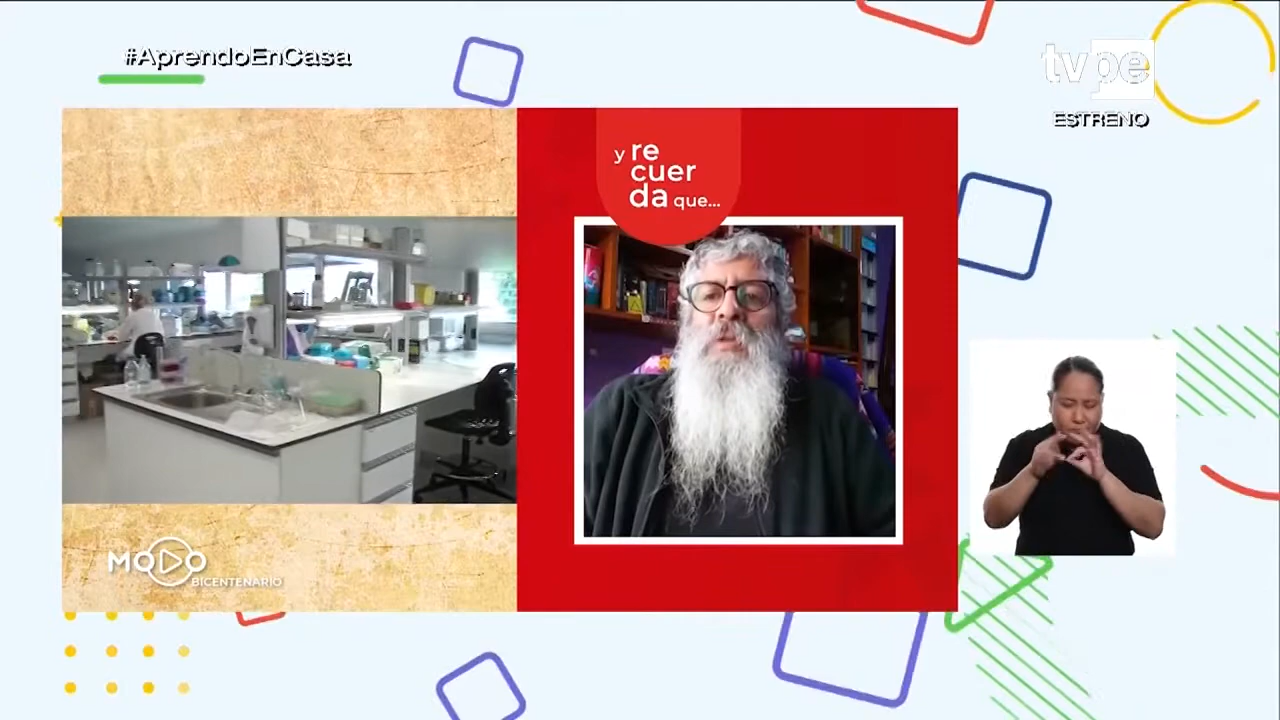 #AprendoEnCasa
tvpe
ESTRENO
y re
cuer
da que...
MODO
BICENTENARIO